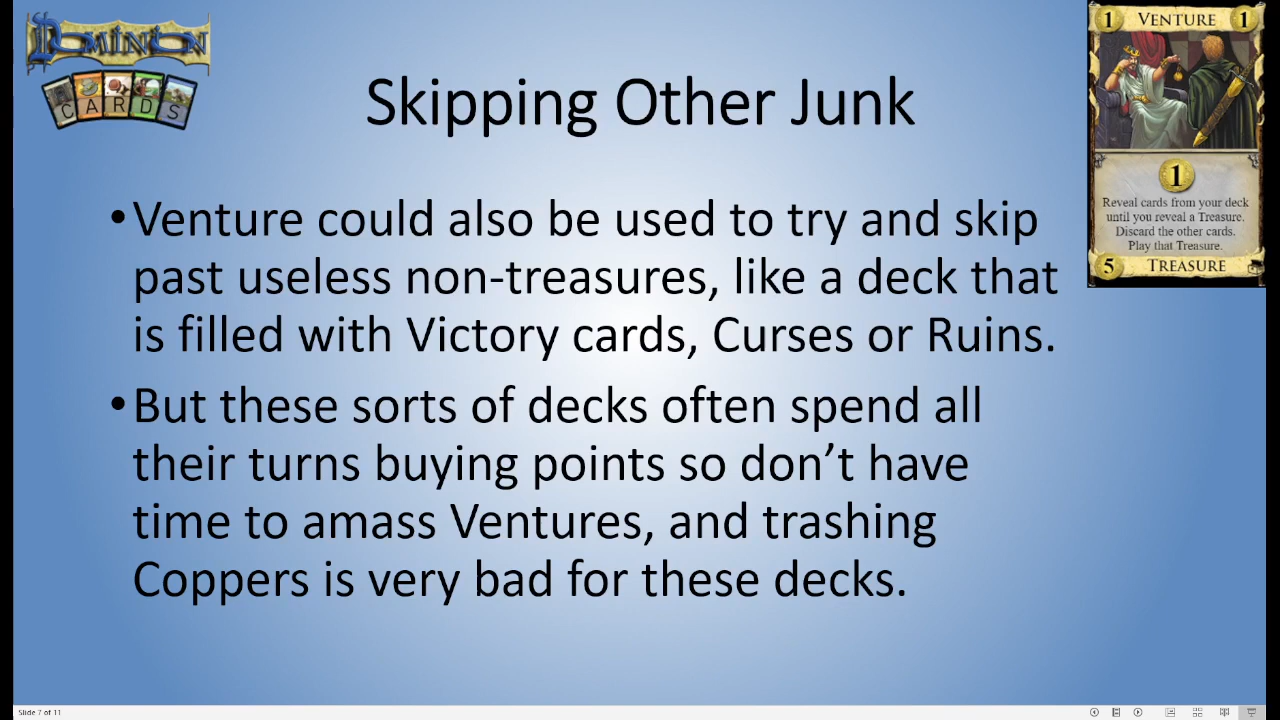 DOMINION
CARDS
Skipping Other Junk
1 VENTURE 1
1
Reveal cards from your deck
until you reveal a Treasure.
Discard the other cards.
Play that Treasure.
5 TREASURE
•Venture could also be used to try and skip
past useless non-treasures, like a deck that
is filled with Victory cards, Curses or Ruins.
•But these sorts of decks often spend all
their turns buying points so don’t have
time to amass Ventures, and trashing
Coppers is very bad for these decks.
Slide 7 of 11